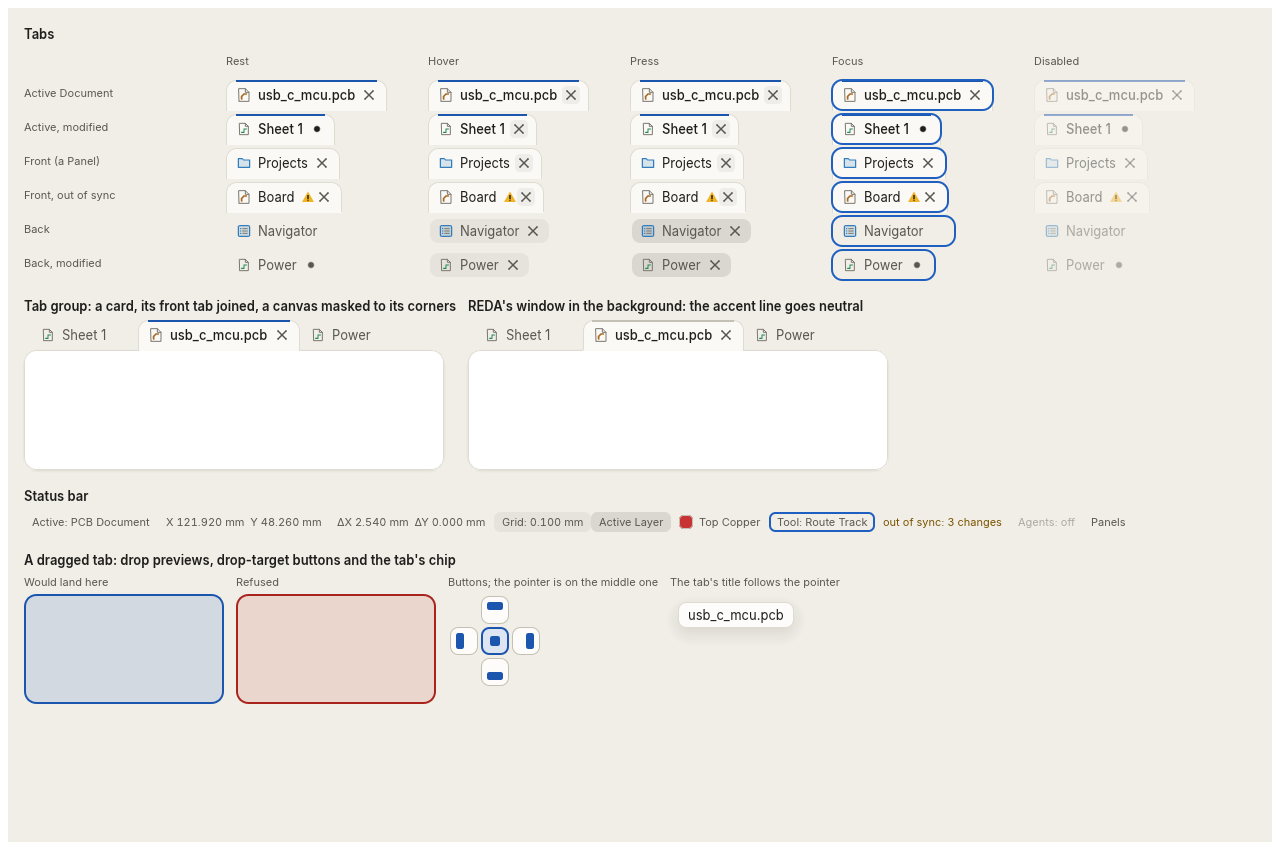 Tabs
Rest Hover Press Focus Disabled
Active Document usb_c_mcu.pcb usb_c_mcu.pcb usb_c_mcu.pcb usb_c_mcu.pcb usb_c_mcu.pcb
Active, modified Sheet 1 Sheet 1 Sheet 1 Sheet 1 Sheet 1
Front (a Panel) Projects Projects Projects Projects Projects
Front, out of sync Board Board Board Board Board
Back Navigator Navigator Navigator Navigator Navigator
Back, modified Power Power Power Power Power
Tab group: a card, its front tab joined, a canvas masked to its corners REDA's window in the background: the accent line goes neutral
Sheet 1 usb_c_mcu.pcb Power Sheet 1 usb_c_mcu.pcb Power
Status bar
Active: PCB Document X 121.920 mm Y 48.260 mm ΔX 2.540 mm ΔY 0.000 mm Grid: 0.100 mm Active Layer Top Copper Tool: Route Track out of sync: 3 changes Agents: off Panels
A dragged tab: drop previews, drop-target buttons and the tab's chip
Would land here Refused Buttons; the pointer is on the middle one The tab's title follows the pointer
usb_c_mcu.pcb